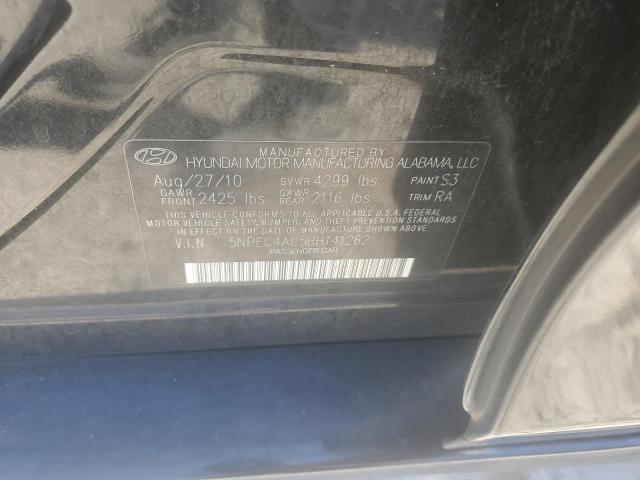 MANUFACTURED BY
HYUNDAI MOTOR MANUFACTURING ALABAMA, LLC
Aug/27/10 GVWR 4299 lbs PAINT S3
GAWR FRONT 2425 lbs GAWR REAR 2116 lbs TRIM RA
THIS VEHICLE CONFORMS TO ALL APPLICABLE U.S.A. FEDERAL
MOTOR VEHICLE SAFETY, BUMPER, AND THEFT PREVENTION STANDARDS
IN EFFECT ON THE DATE OF MANUFACTURE SHOWN ABOVE.
V.I.N 5NPEC4AC5BH141262
PASSENGER CAR